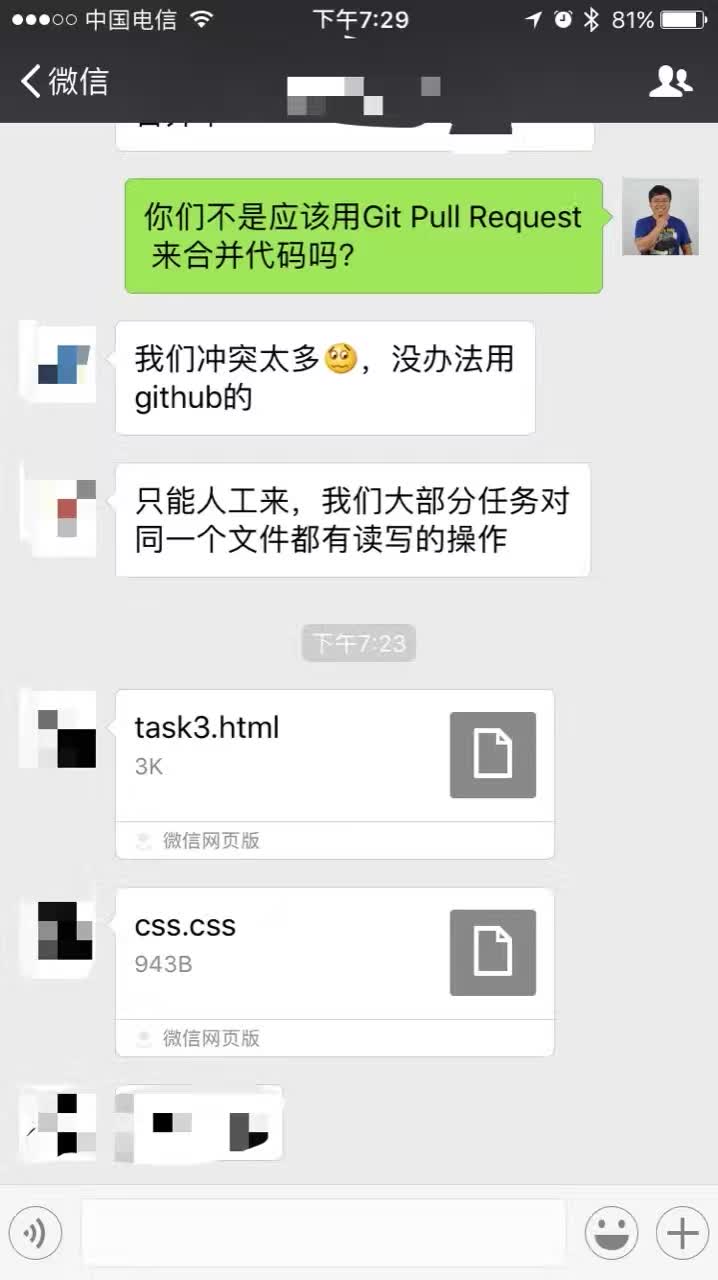 中国电信
下午7:29
81%
微信
你们不是应该用Git Pull Request
来合并代码吗?
我们冲突太多😖，没办法用
github的
只能人工来，我们大部分任务对
同一个文件都有读写的操作
下午7:23
task3.html
3K
微信网页版
css.css
943B
微信网页版